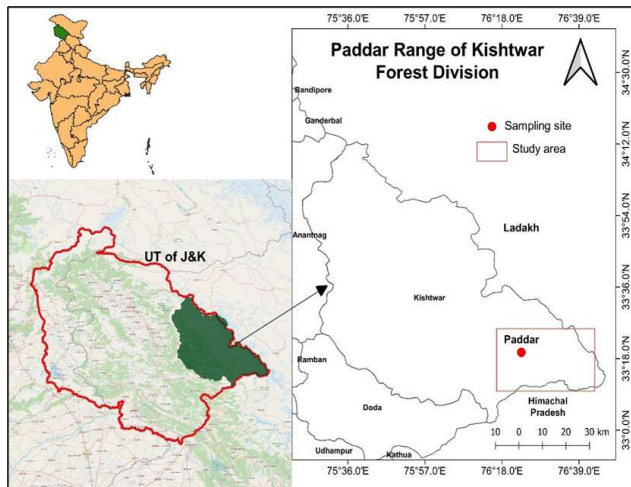 75°36.0'E 75°57.0'E 76°18.0'E 76°39.0'E
Paddar Range of Kishtwar
Forest Division
34°30.0'N
34°12.0'N
33°54.0'N
33°36.0'N
33°18.0'N
33°0.0'N
Bandipore
Ganderbal
Sampling site
Study area
Ladakh
Anantnag
UT of J&K
Kishtwar
Paddar
Ramban
Doda
Himachal
Pradesh
Udhampur
Kathua
10 0 10 20 30 km
75°36.0'E 75°57.0'E 76°18.0'E 76°39.0'E